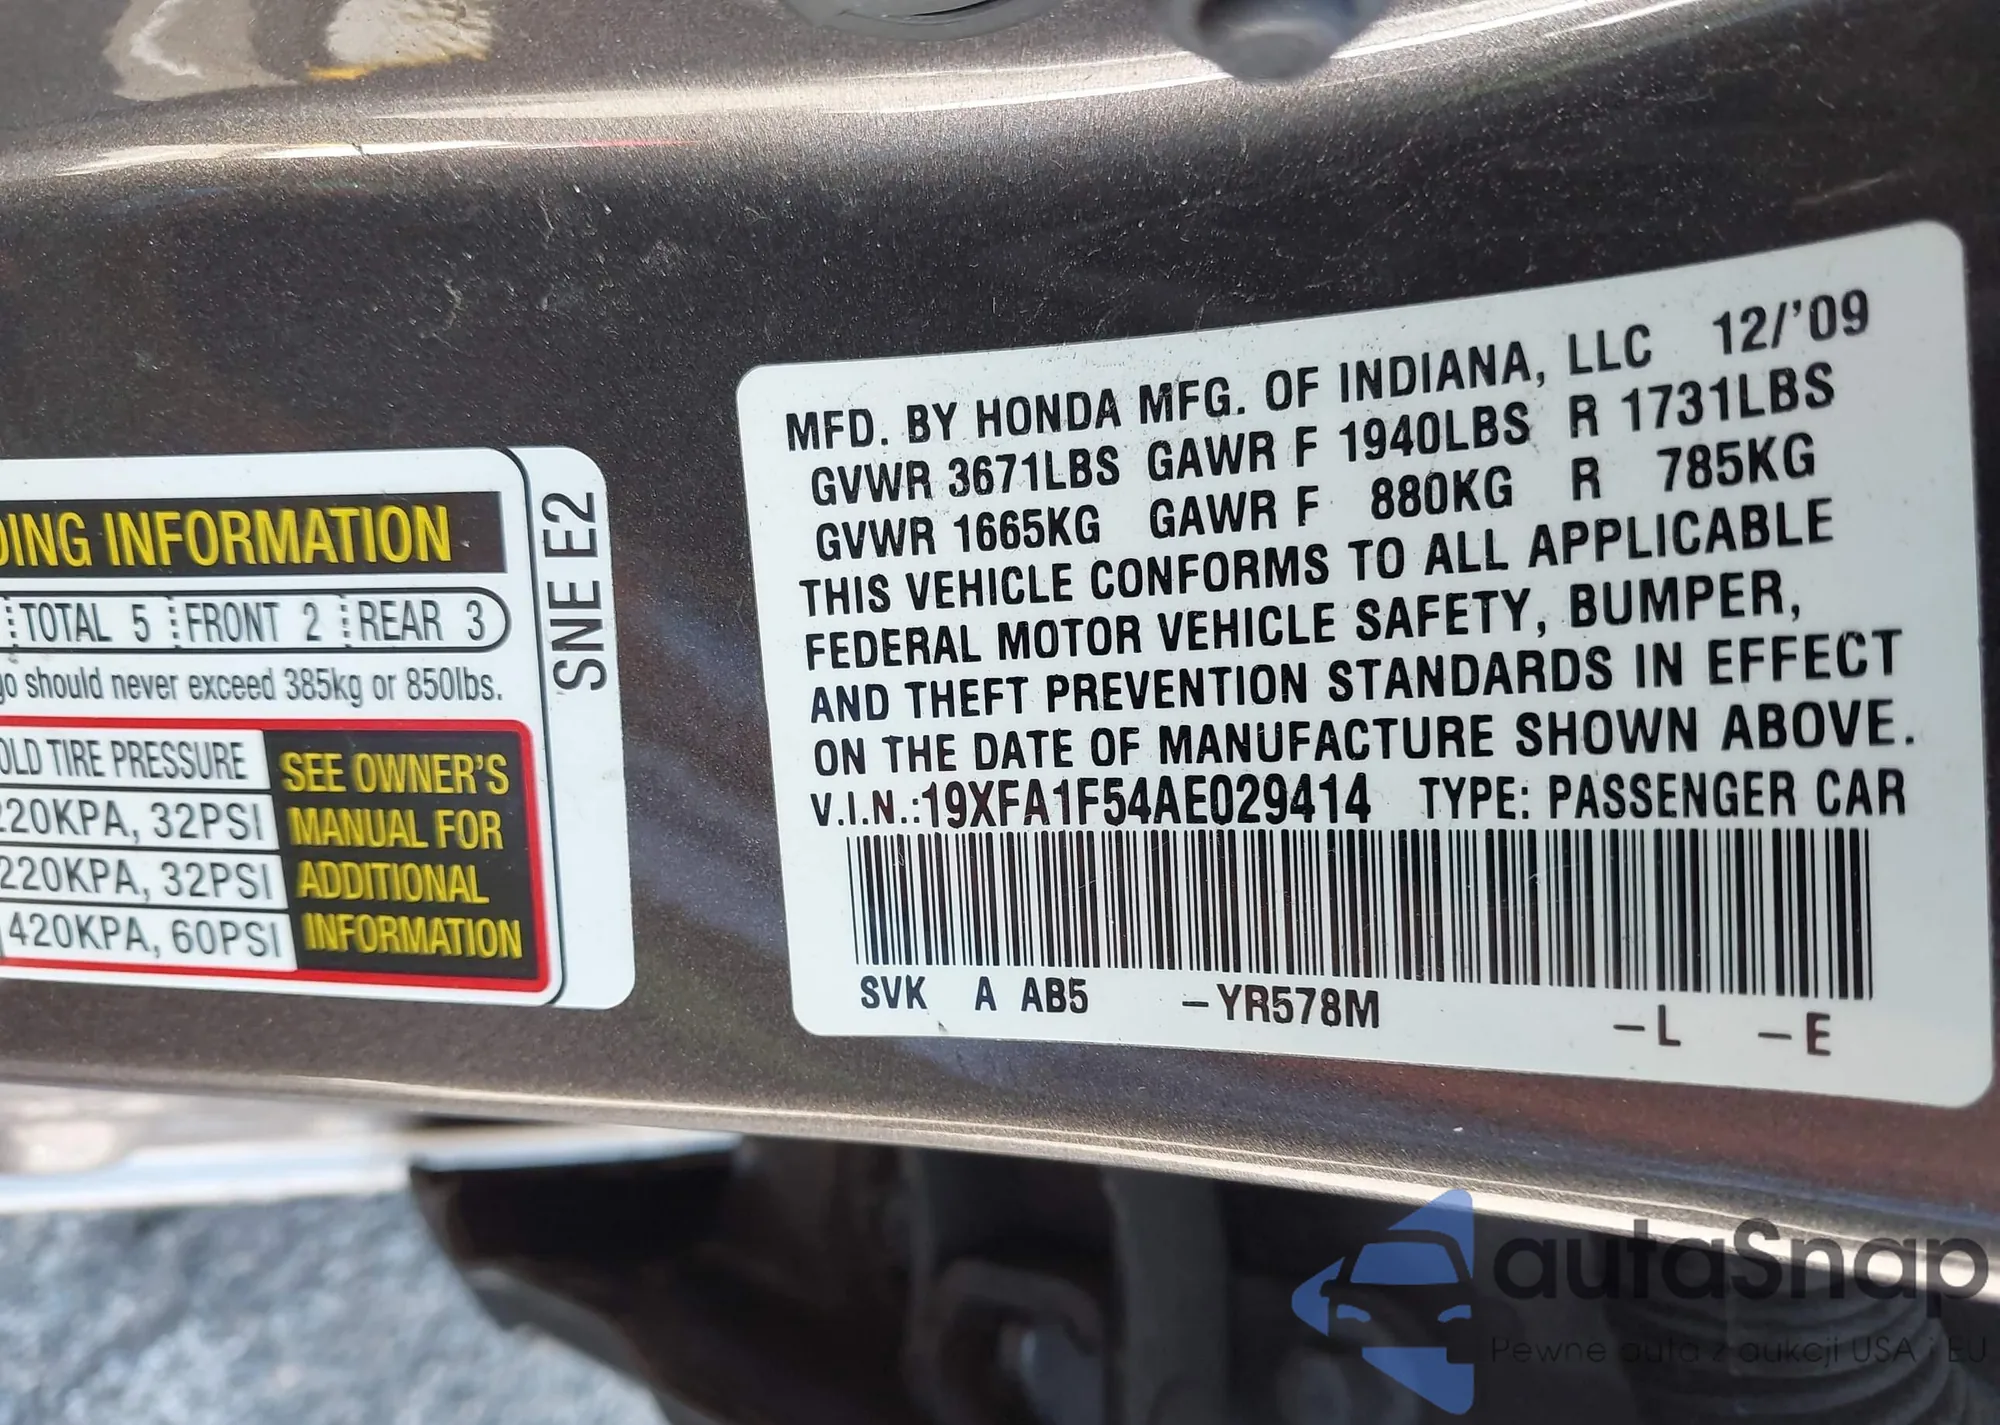 DING INFORMATION
TOTAL 5 FRONT 2 REAR 3
go should never exceed 385kg or 850lbs.
OLD TIRE PRESSURE
220KPA, 32PSI
220KPA, 32PSI
420KPA, 60PSI
SEE OWNER'S
MANUAL FOR
ADDITIONAL
INFORMATION
SNE E2
MFD. BY HONDA MFG. OF INDIANA, LLC 12/'09
GVWR 3671LBS GAWR F 1940LBS R 1731LBS
GVWR 1665KG GAWR F 880KG R 785KG
THIS VEHICLE CONFORMS TO ALL APPLICABLE
FEDERAL MOTOR VEHICLE SAFETY, BUMPER,
AND THEFT PREVENTION STANDARDS IN EFFECT
ON THE DATE OF MANUFACTURE SHOWN ABOVE.
V.I.N.:19XFA1F54AE029414 TYPE: PASSENGER CAR
SVK A AB5 -YR578M -L -E
autaSnap
Pewne auta z aukcji USA i EU